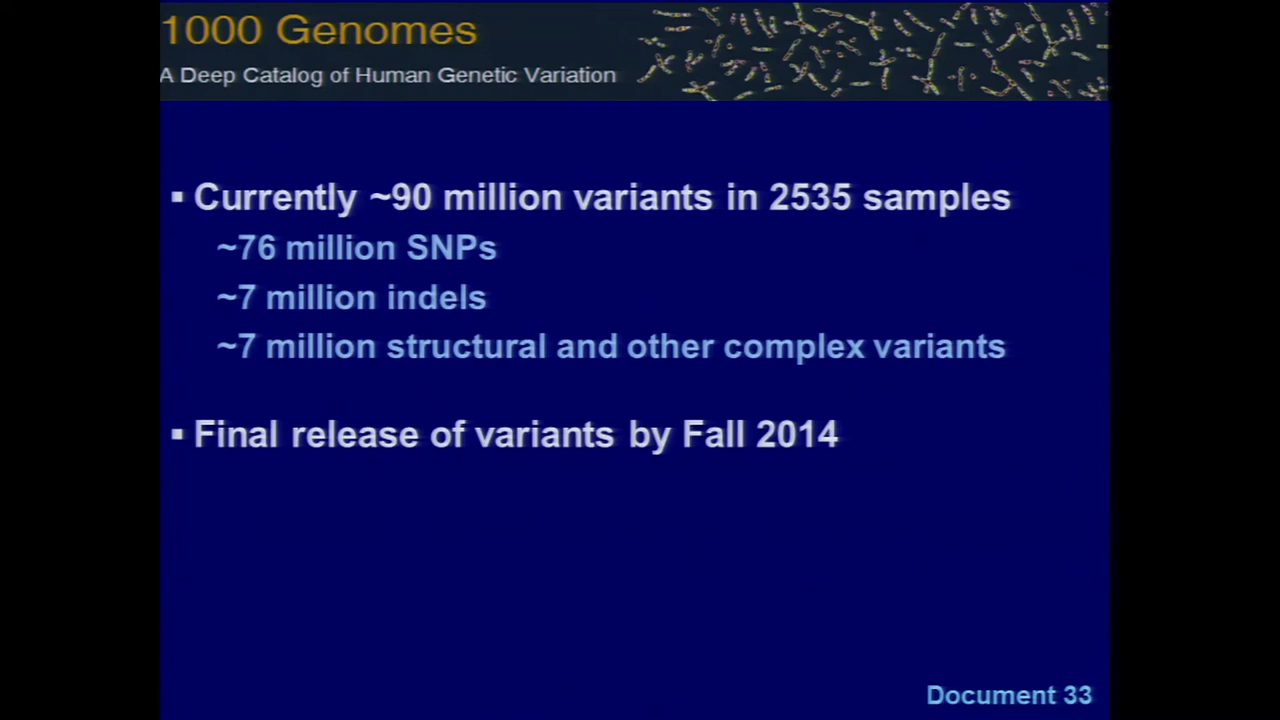 1000 Genomes
A Deep Catalog of Human Genetic Variation
▪ Currently ~90 million variants in 2535 samples
~76 million SNPs
~7 million indels
~7 million structural and other complex variants
▪ Final release of variants by Fall 2014
Document 33